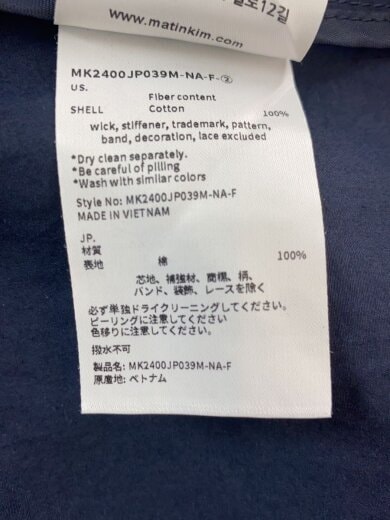 12길
www.matinkim.com
MK2400JP039M-NA-F-②
US.
Fiber content
SHELL Cotton 100%
wick, stiffener, trademark, pattern,
band, decoration, lace excluded
*Dry clean separately.
*Be careful of pilling
*Wash with similar colors
Style No: MK2400JP039M-NA-F
MADE IN VIETNAM
JP.
材質
表地 綿 100%
芯地、補強材、商標、柄、
バンド、装飾、レースを除く
必ず単独ドライクリーニングしてください。
ピーリングに注意してください
色移りに注意してください。
撥水不可
製品名: MK2400JP039M-NA-F
原産地: ベトナム